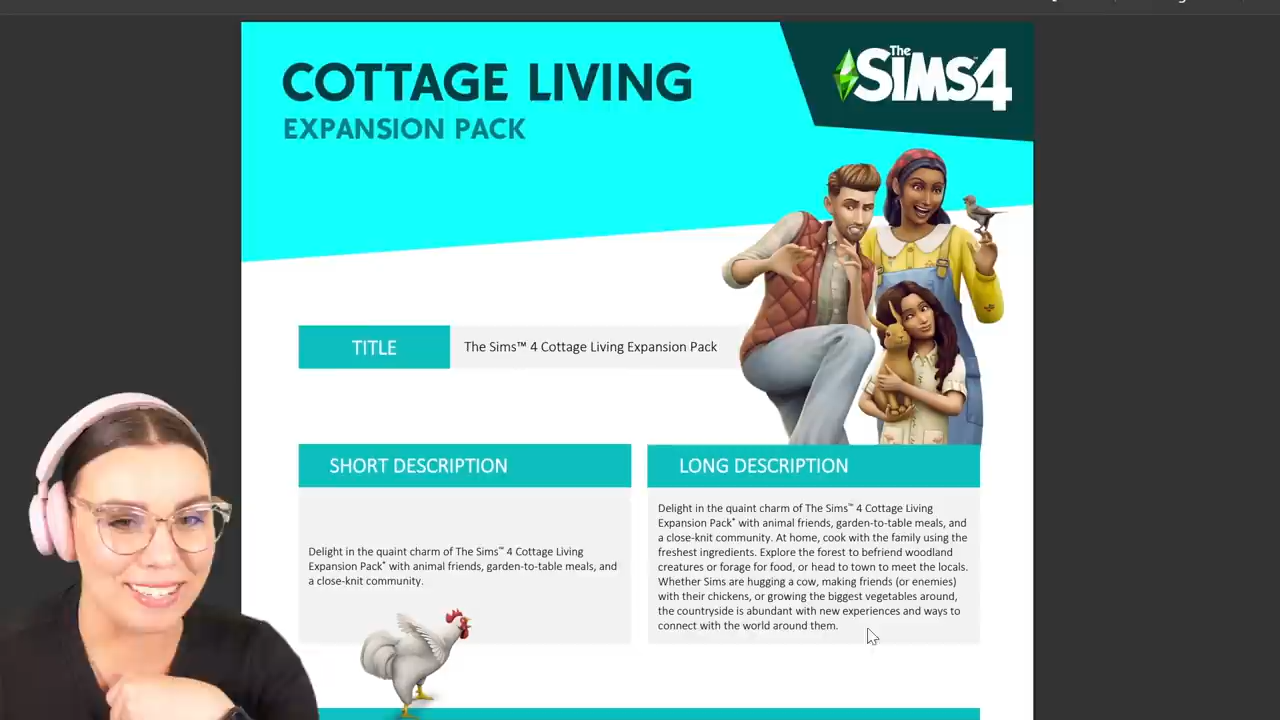 COTTAGE LIVING
EXPANSION PACK
The
SiMS4
TITLE
The Sims™ 4 Cottage Living Expansion Pack
SHORT DESCRIPTION
Delight in the quaint charm of The Sims™ 4 Cottage Living
Expansion Pack* with animal friends, garden-to-table meals, and
a close-knit community.
LONG DESCRIPTION
Delight in the quaint charm of The Sims™ 4 Cottage Living
Expansion Pack* with animal friends, garden-to-table meals, and
a close-knit community. At home, cook with the family using the
freshest ingredients. Explore the forest to befriend woodland
creatures or forage for food, or head to town to meet the locals.
Whether Sims are hugging a cow, making friends (or enemies)
with their chickens, or growing the biggest vegetables around,
the countryside is abundant with new experiences and ways to
connect with the world around them.